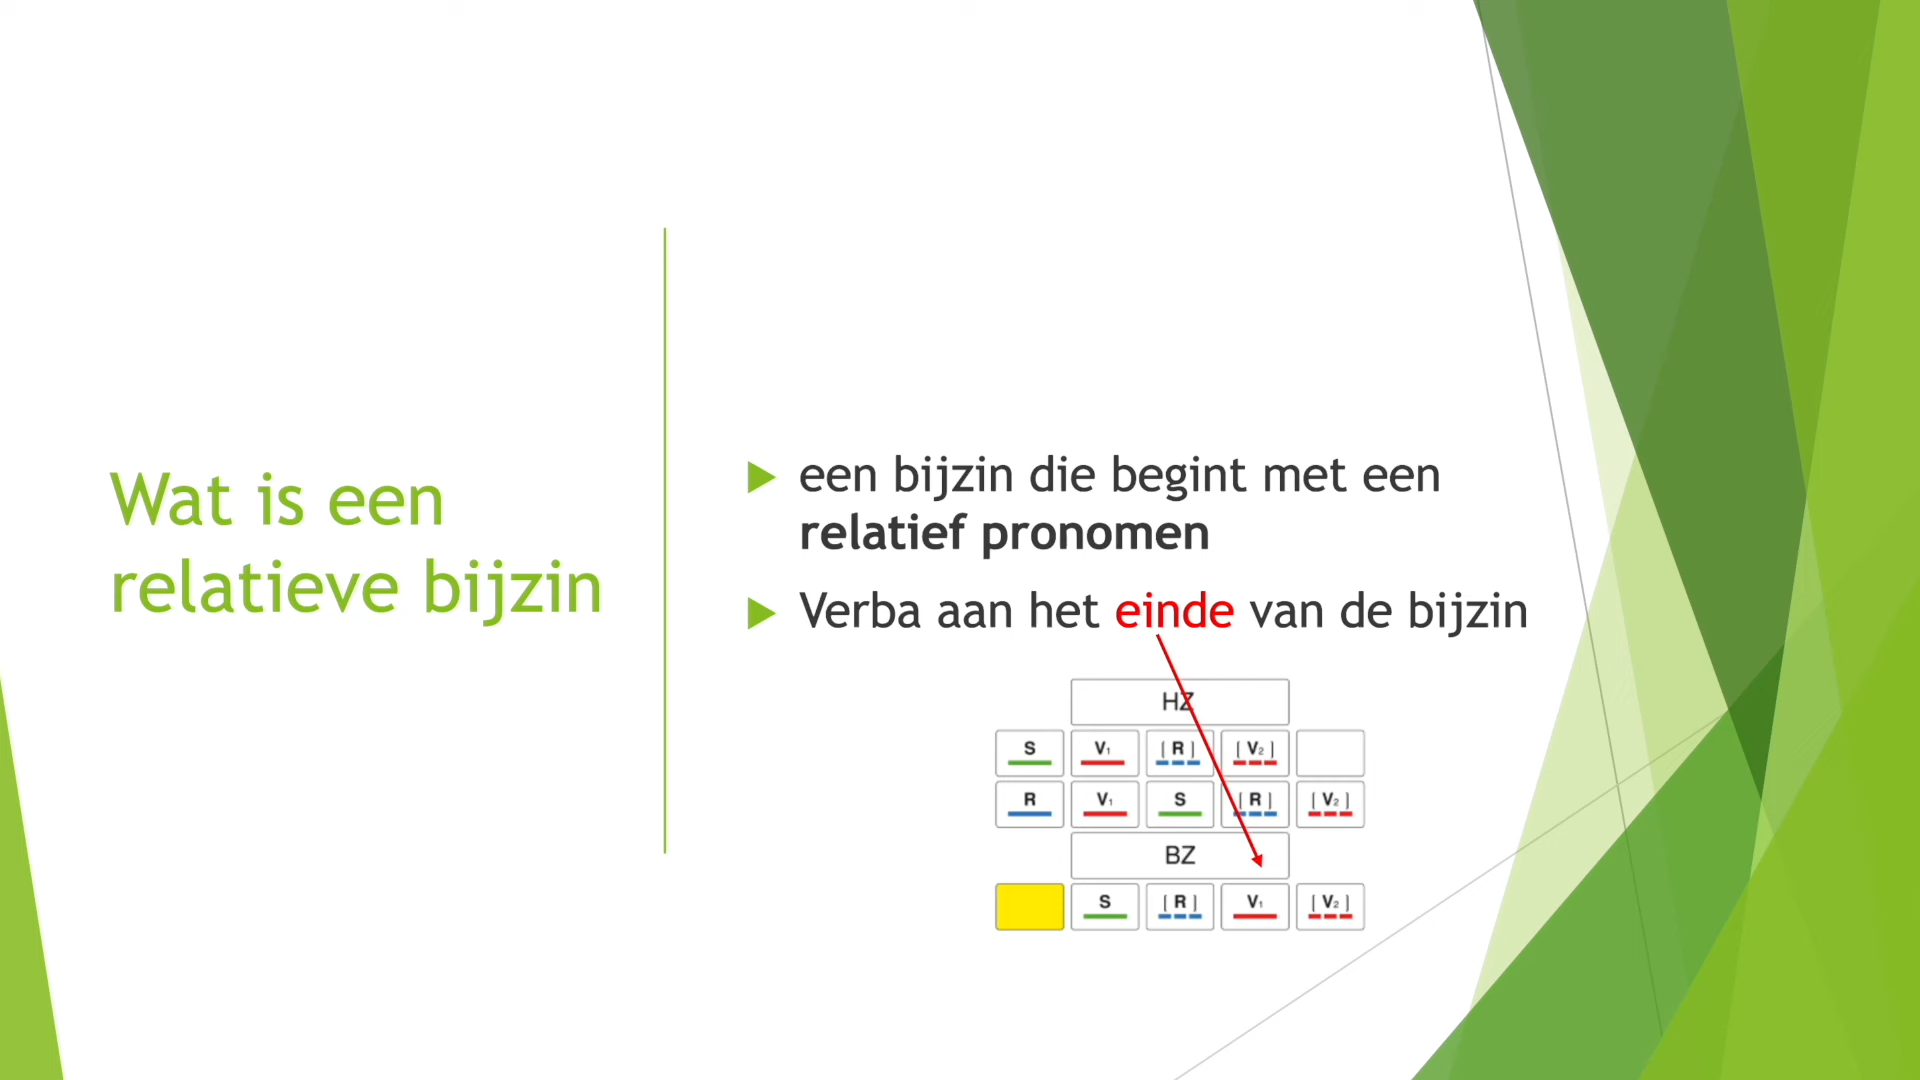 Wat is een
relatieve bijzin
een bijzin die begint met een
relatief pronomen
Verba aan het einde van de bijzin
HZ
S V₁ [ R ] [ V₂ ]
R V₁ S [ R ] [ V₂ ]
BZ
S [ R ] V₁ [ V₂ ]